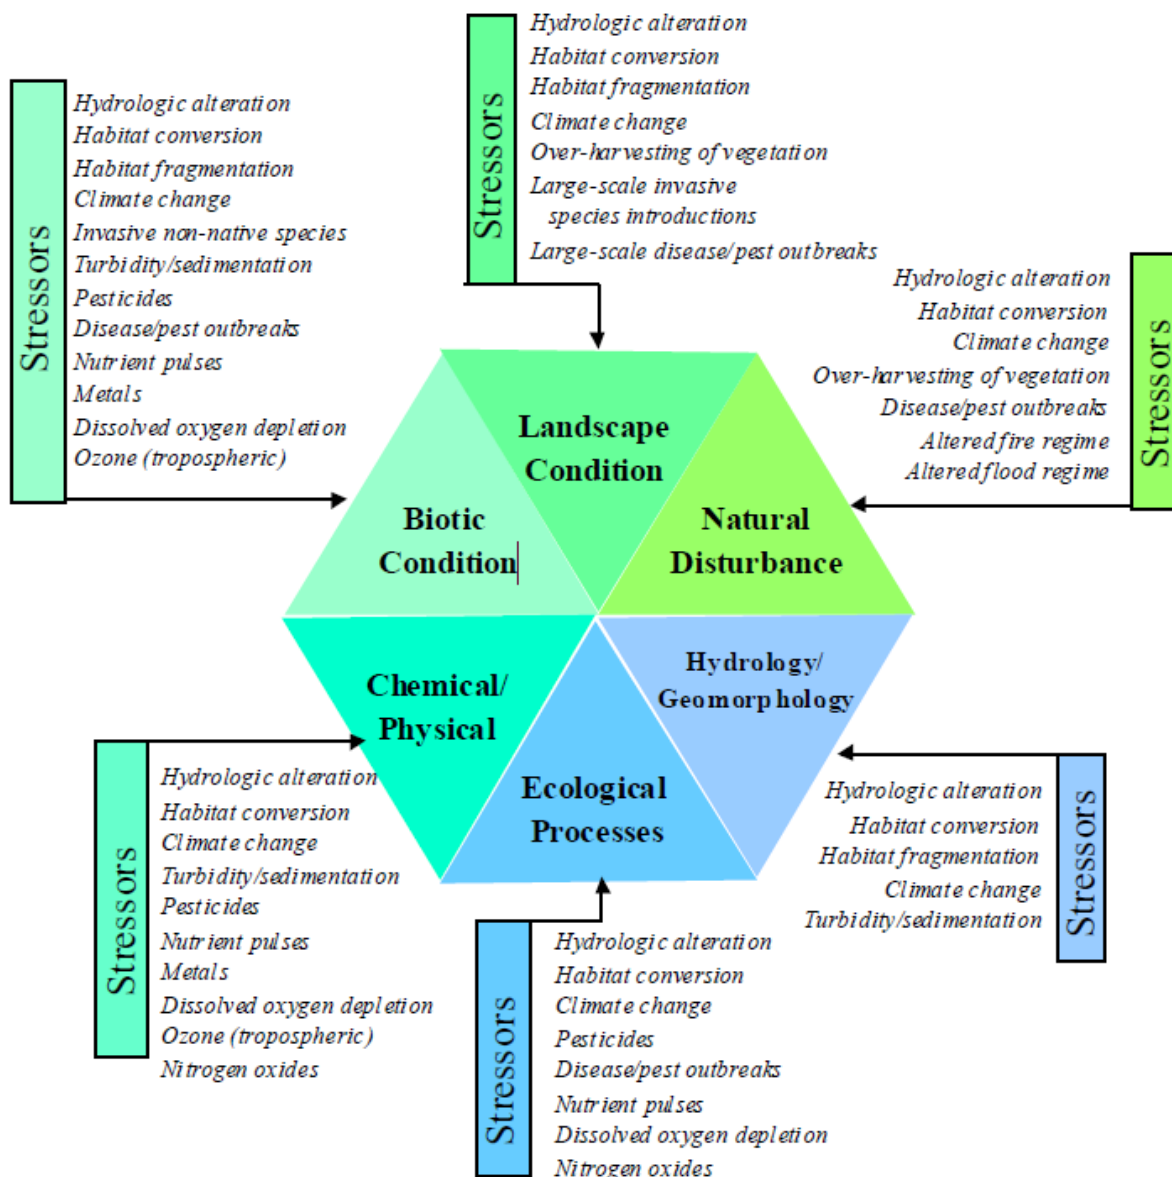 Stressors
Hydrologic alteration
Habitat conversion
Habitat fragmentation
Climate change
Over-harvesting of vegetation
Large-scale invasive
species introductions
Large-scale disease/pest outbreaks
Stressors
Hydrologic alteration
Habitat conversion
Habitat fragmentation
Climate change
Invasive non-native species
Turbidity/sedimentation
Pesticides
Disease/pest outbreaks
Nutrient pulses
Metals
Dissolved oxygen depletion
Ozone (tropospheric)
Stressors
Hydrologic alteration
Habitat conversion
Climate change
Over-harvesting of vegetation
Disease/pest outbreaks
Altered fire regime
Altered flood regime
Landscape
Condition
Biotic
Condition
Natural
Disturbance
Chemical/
Physical
Hydrology/
Geomorphology
Ecological
Processes
Stressors
Hydrologic alteration
Habitat conversion
Climate change
Turbidity/sedimentation
Pesticides
Nutrient pulses
Metals
Dissolved oxygen depletion
Ozone (tropospheric)
Nitrogen oxides
Stressors
Hydrologic alteration
Habitat conversion
Habitat fragmentation
Climate change
Turbidity/sedimentation
Stressors
Hydrologic alteration
Habitat conversion
Climate change
Pesticides
Disease/pest outbreaks
Nutrient pulses
Dissolved oxygen depletion
Nitrogen oxides